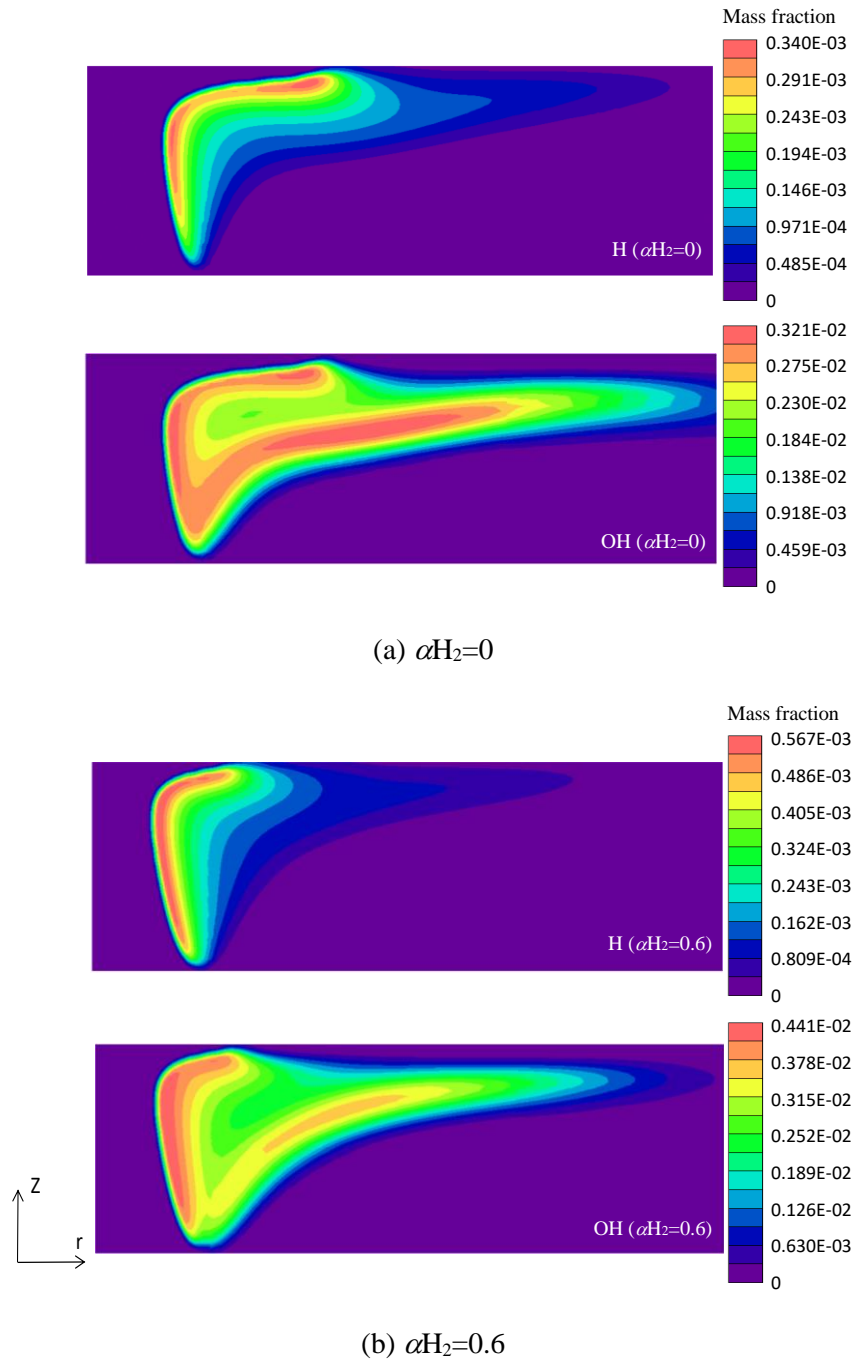 Mass fraction
0.340E-03
0.291E-03
0.243E-03
0.194E-03
0.146E-03
0.971E-04
0.485E-04
0
H (αH₂=0)
0.321E-02
0.275E-02
0.230E-02
0.184E-02
0.138E-02
0.918E-03
0.459E-03
0
OH (αH₂=0)
(a) αH₂=0
Mass fraction
0.567E-03
0.486E-03
0.405E-03
0.324E-03
0.243E-03
0.162E-03
0.809E-04
0
H (αH₂=0.6)
0.441E-02
0.378E-02
0.315E-02
0.252E-02
0.189E-02
0.126E-02
0.630E-03
0
OH (αH₂=0.6)
Z
r
(b) αH₂=0.6